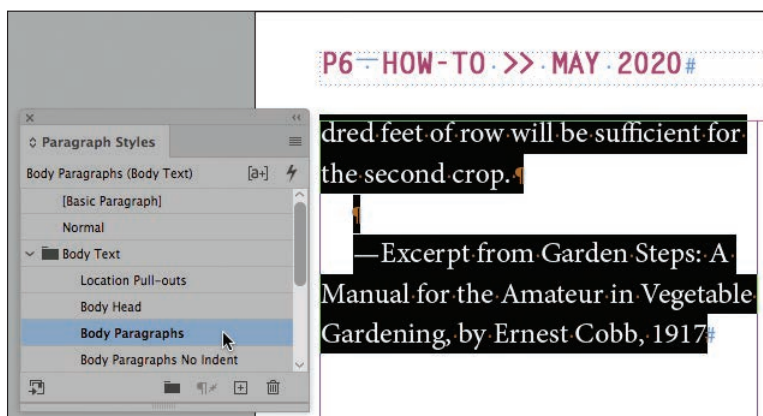 P6 — HOW-TO >> MAY 2020#
Paragraph Styles
Body Paragraphs (Body Text) [a+]
[Basic Paragraph]
Normal
Body Text
Location Pull-outs
Body Head
Body Paragraphs
Body Paragraphs No Indent
dred·feet·of·row·will·be·sufficient·for·
the·second·crop.·¶
¶
—Excerpt·from·Garden·Steps:·A·
Manual·for·the·Amateur·in·Vegetable·
Gardening,·by·Ernest·Cobb,·1917#